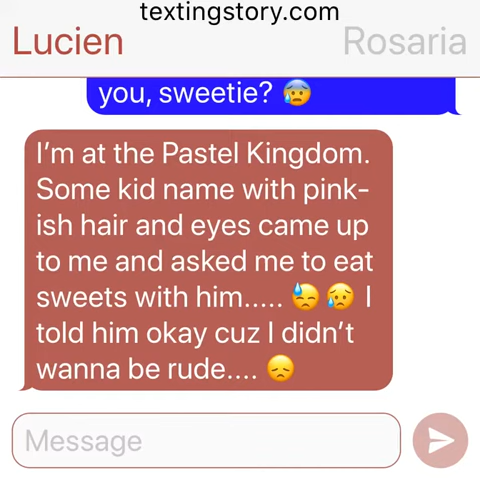 textingstory.com
Lucien Rosaria
you, sweetie? 😰
I’m at the Pastel Kingdom.
Some kid name with pink-
ish hair and eyes came up
to me and asked me to eat
sweets with him..... 😓 😥 I
told him okay cuz I didn’t
wanna be rude.... 😞
Message